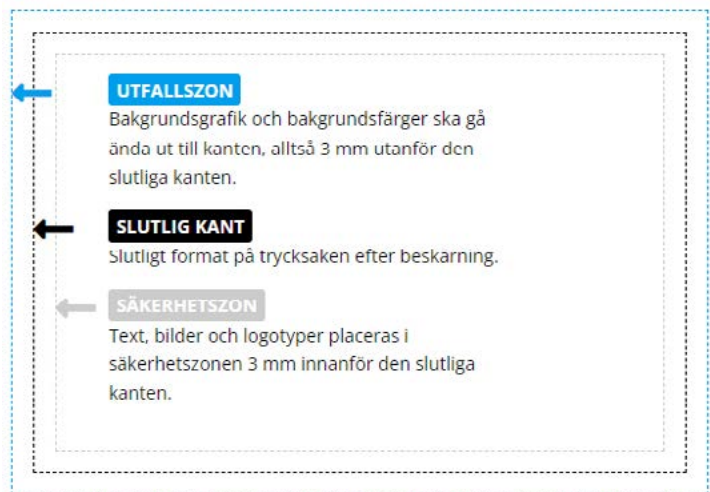 UTFALLSZON
Bakgrundsgrafik och bakgrundsfärger ska gå
ända ut till kanten, alltså 3 mm utanför den
slutliga kanten.
SLUTLIG KANT
Slutligt format på trycksaken efter beskärning.
SÄKERHETSZON
Text, bilder och logotyper placeras i
säkerhetszonen 3 mm innanför den slutliga
kanten.